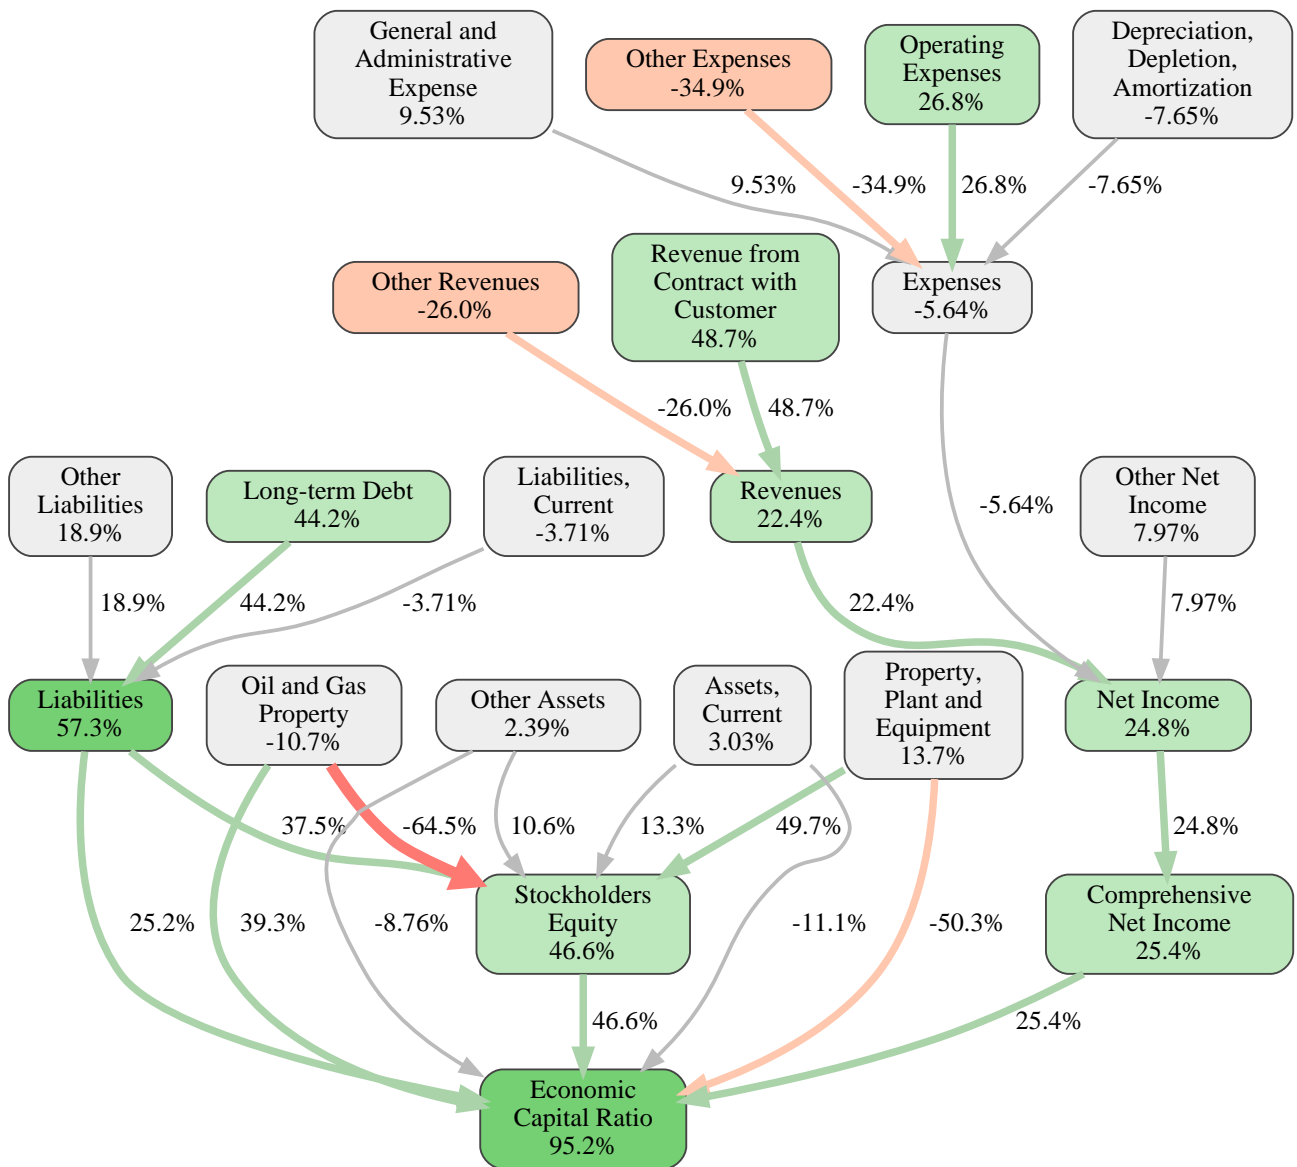 General and
Administrative
Expense
9.53%
Other Expenses
-34.9%
Operating
Expenses
26.8%
Depreciation,
Depletion,
Amortization
-7.65%
9.53%
-34.9%
26.8%
-7.65%
Other Revenues
-26.0%
Revenue from
Contract with
Customer
48.7%
Expenses
-5.64%
-26.0%
48.7%
Other
Liabilities
18.9%
Long-term Debt
44.2%
Liabilities,
Current
-3.71%
Revenues
22.4%
-5.64%
Other Net
Income
7.97%
18.9%
44.2%
-3.71%
22.4%
7.97%
Liabilities
57.3%
Oil and Gas
Property
-10.7%
Other Assets
2.39%
Assets,
Current
3.03%
Property,
Plant and
Equipment
13.7%
Net Income
24.8%
37.5%
-64.5%
10.6%
13.3%
49.7%
24.8%
25.2%
39.3%
-8.76%
Stockholders
Equity
46.6%
-11.1%
-50.3%
Comprehensive
Net Income
25.4%
46.6%
25.4%
Economic
Capital Ratio
95.2%